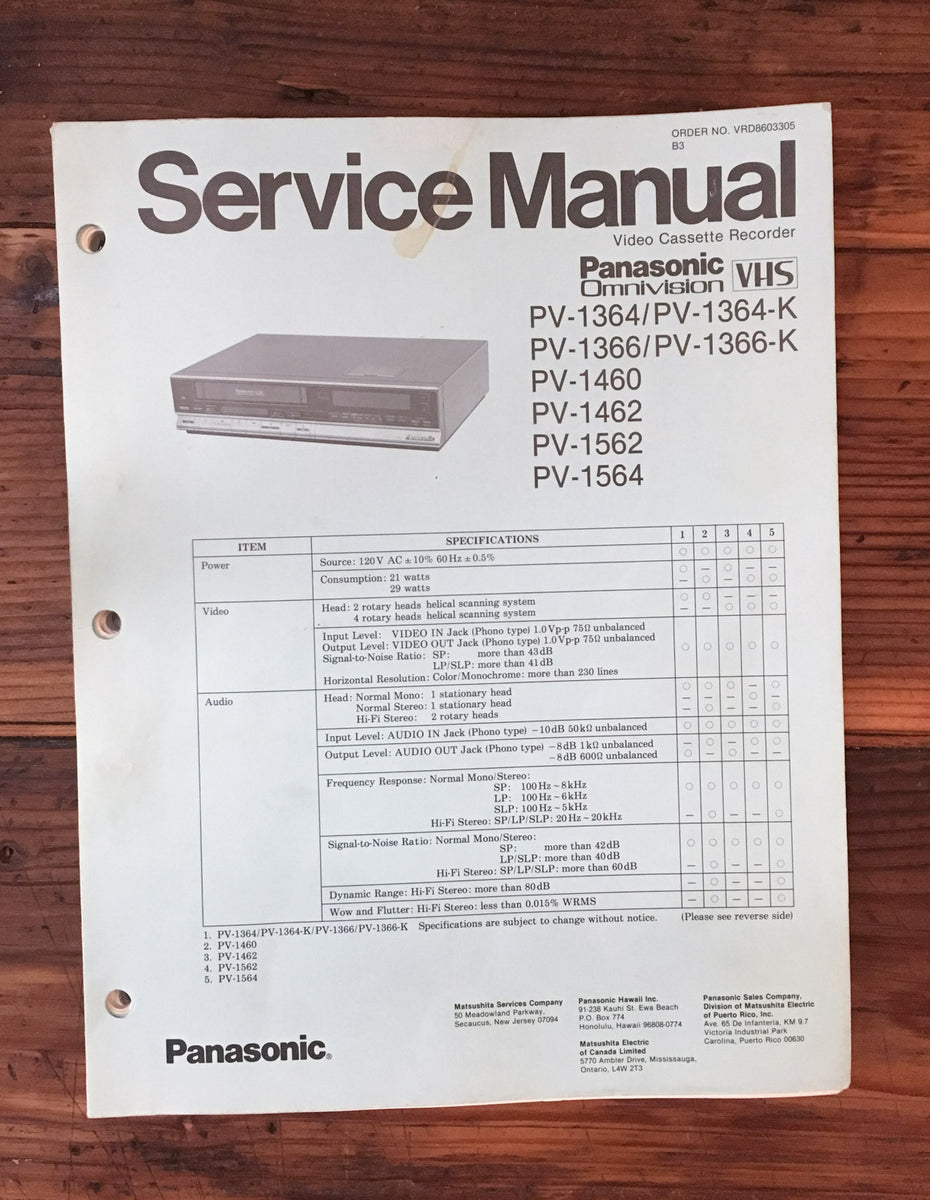 ORDER NO. VRD8603305
B3
Service Manual
Video Cassette Recorder
Panasonic
Omnivision VHS
PV-1364/PV-1364-K
PV-1366/PV-1366-K
PV-1460
PV-1462
PV-1562
PV-1564
ITEM SPECIFICATIONS 1 2 3 4 5
Power Source: 120V AC ± 10% 60Hz ± 0.5% ○ ○ ○ ○ ○
Consumption: 21 watts ○ – ○ – –
29 watts – ○ – ○ ○
Video Head: 2 rotary heads helical scanning system ○ ○ – – –
4 rotary heads helical scanning system – – ○ ○ ○
Input Level: VIDEO IN Jack (Phono type) 1.0Vp-p 75Ω unbalanced
Output Level: VIDEO OUT Jack (Phono type) 1.0Vp-p 75Ω unbalanced
Signal-to-Noise Ratio: SP: more than 43dB ○ ○ ○ ○ ○
LP/SLP: more than 41dB
Horizontal Resolution: Color/Monochrome: more than 230 lines
Audio Head: Normal Mono: 1 stationary head ○ ○ ○ – ○
Normal Stereo: 1 stationary head – – – ○ –
Hi-Fi Stereo: 2 rotary heads – ○ – – ○
Input Level: AUDIO IN Jack (Phono type) −10dB 50kΩ unbalanced ○ ○ ○ ○ ○
Output Level: AUDIO OUT Jack (Phono type) −8dB 1kΩ unbalanced – ○ – ○ ○
−8dB 600Ω unbalanced ○ – ○ – –
Frequency Response: Normal Mono/Stereo:
SP: 100Hz ~ 8kHz ○ ○ ○ ○ ○
LP: 100Hz ~ 6kHz
SLP: 100Hz ~ 5kHz
Hi-Fi Stereo: SP/LP/SLP: 20Hz ~ 20kHz – ○ – – ○
Signal-to-Noise Ratio: Normal Mono/Stereo:
SP: more than 42dB ○ ○ ○ ○ ○
LP/SLP: more than 40dB
Hi-Fi Stereo: SP/LP/SLP: more than 60dB – ○ – – ○
Dynamic Range: Hi-Fi Stereo: more than 80dB – ○ – – ○
Wow and Flutter: Hi-Fi Stereo: less than 0.015% WRMS – ○ – – ○
1. PV-1364/PV-1364-K/PV-1366/PV-1366-K Specifications are subject to change without notice. (Please see reverse side)
2. PV-1460
3. PV-1462
4. PV-1562
5. PV-1564
Panasonic®
Matsushita Services Company
50 Meadowland Parkway,
Secaucus, New Jersey 07094
Panasonic Hawaii Inc.
91-238 Kauhi St. Ewa Beach
P.O. Box 774
Honolulu, Hawaii 96808-0774
Matsushita Electric
of Canada Limited
5770 Ambler Drive, Mississauga,
Ontario, L4W 2T3
Panasonic Sales Company,
Division of Matsushita Electric
of Puerto Rico, Inc.
Ave. 65 De Infanteria, KM 9.7
Victoria Industrial Park
Carolina, Puerto Rico 00630